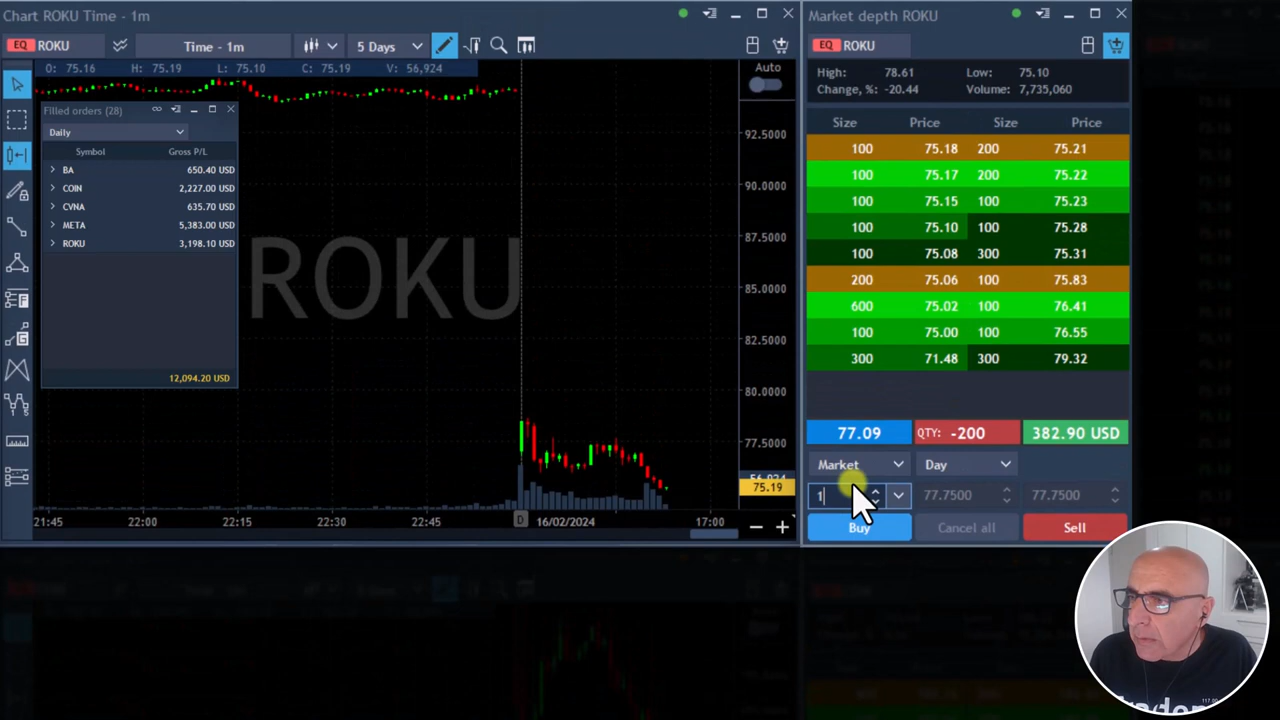 Chart ROKU Time - 1m
EQ ROKU Time - 1m 5 Days
O: 75.16 H: 75.19 L: 75.10 C: 75.19 V: 56,924
Auto
Filled orders (28)
Daily
Symbol Gross P/L
BA 650.40 USD
COIN 2,227.00 USD
CVNA 635.70 USD
META 5,383.00 USD
ROKU 3,198.10 USD
12,094.20 USD
ROKU
92.5000
90.0000
87.5000
85.0000
82.5000
80.0000
77.5000
56,924
75.19
21:45 22:00 22:15 22:30 22:45 D 16/02/2024 17:00
Market depth ROKU
EQ ROKU
High: 78.61 Low: 75.10
Change, %: -20.44 Volume: 7,735,060
Size Price Size Price
100 75.18 200 75.21
100 75.17 200 75.22
100 75.15 100 75.23
100 75.10 100 75.28
100 75.08 300 75.31
200 75.06 100 75.83
600 75.02 100 76.41
100 75.00 100 76.55
300 71.48 300 79.32
77.09 QTY: -200 382.90 USD
Market Day
1 77.7500 77.7500
Buy Cancel all Sell